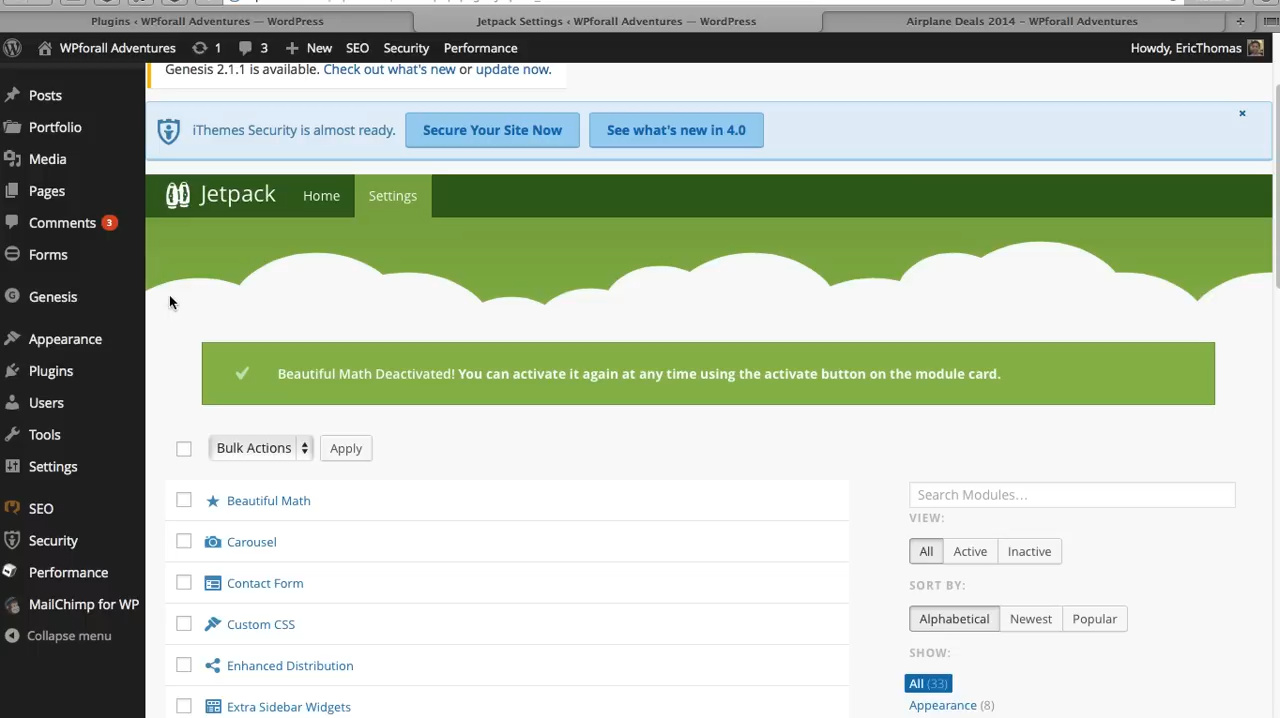 Plugins ‹ WPforall Adventures — WordPress
Jetpack Settings ‹ WPforall Adventures — WordPress
Airplane Deals 2014 – WPforall Adventures
WPforall Adventures
1
3
New
SEO
Security
Performance
Howdy, EricThomas
Posts
Portfolio
Media
Pages
Comments 3
Forms
Genesis
Appearance
Plugins
Users
Tools
Settings
SEO
Security
Performance
MailChimp for WP
Collapse menu
Genesis 2.1.1 is available. Check out what's new or update now.
iThemes Security is almost ready.
Secure Your Site Now
See what's new in 4.0
Jetpack
Home
Settings
Beautiful Math Deactivated! You can activate it again at any time using the activate button on the module card.
Bulk Actions
Apply
Beautiful Math
Carousel
Contact Form
Custom CSS
Enhanced Distribution
Extra Sidebar Widgets
Search Modules...
VIEW:
All
Active
Inactive
SORT BY:
Alphabetical
Newest
Popular
SHOW:
All (33)
Appearance (8)